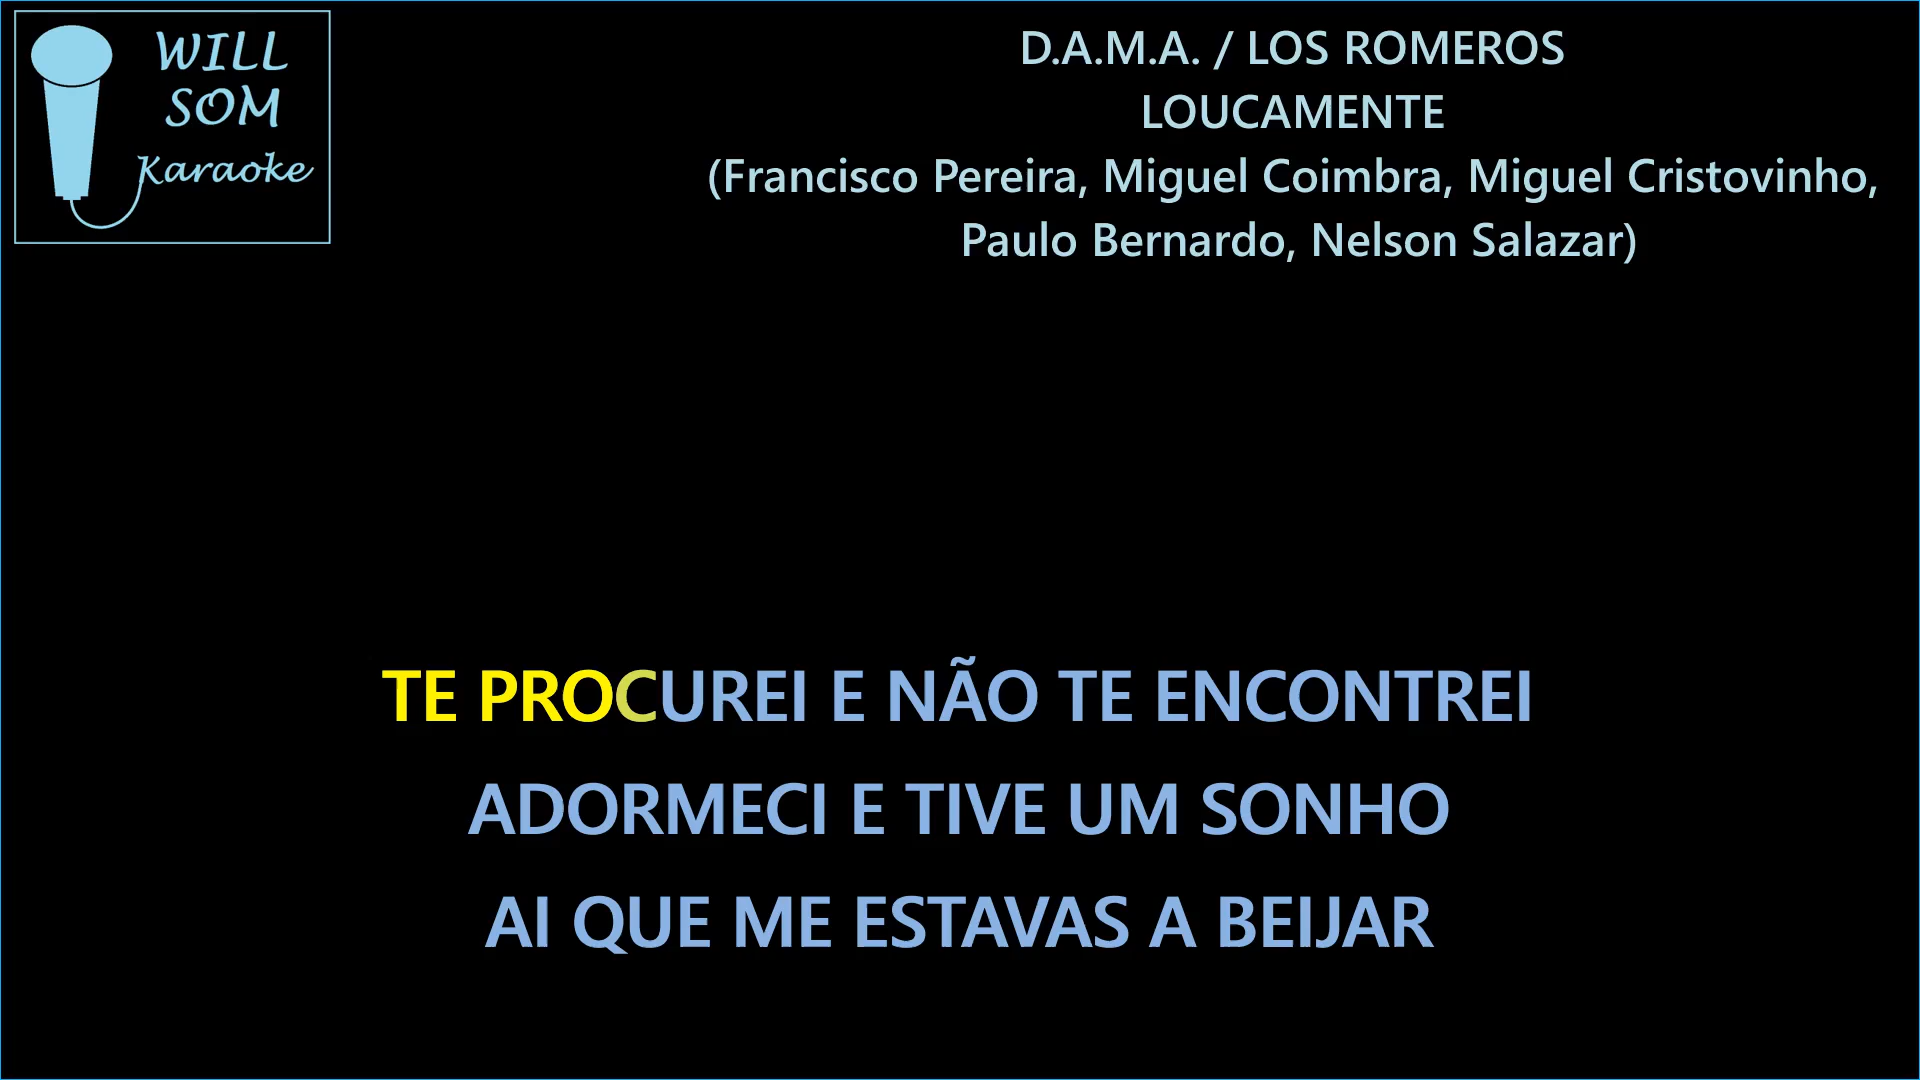 WILL
SOM
Karaoke
D.A.M.A. / LOS ROMEROS
LOUCAMENTE
(Francisco Pereira, Miguel Coimbra, Miguel Cristovinho,
Paulo Bernardo, Nelson Salazar)
TE PROCUREI E NÃO TE ENCONTREI
ADORMECI E TIVE UM SONHO
AI QUE ME ESTAVAS A BEIJAR